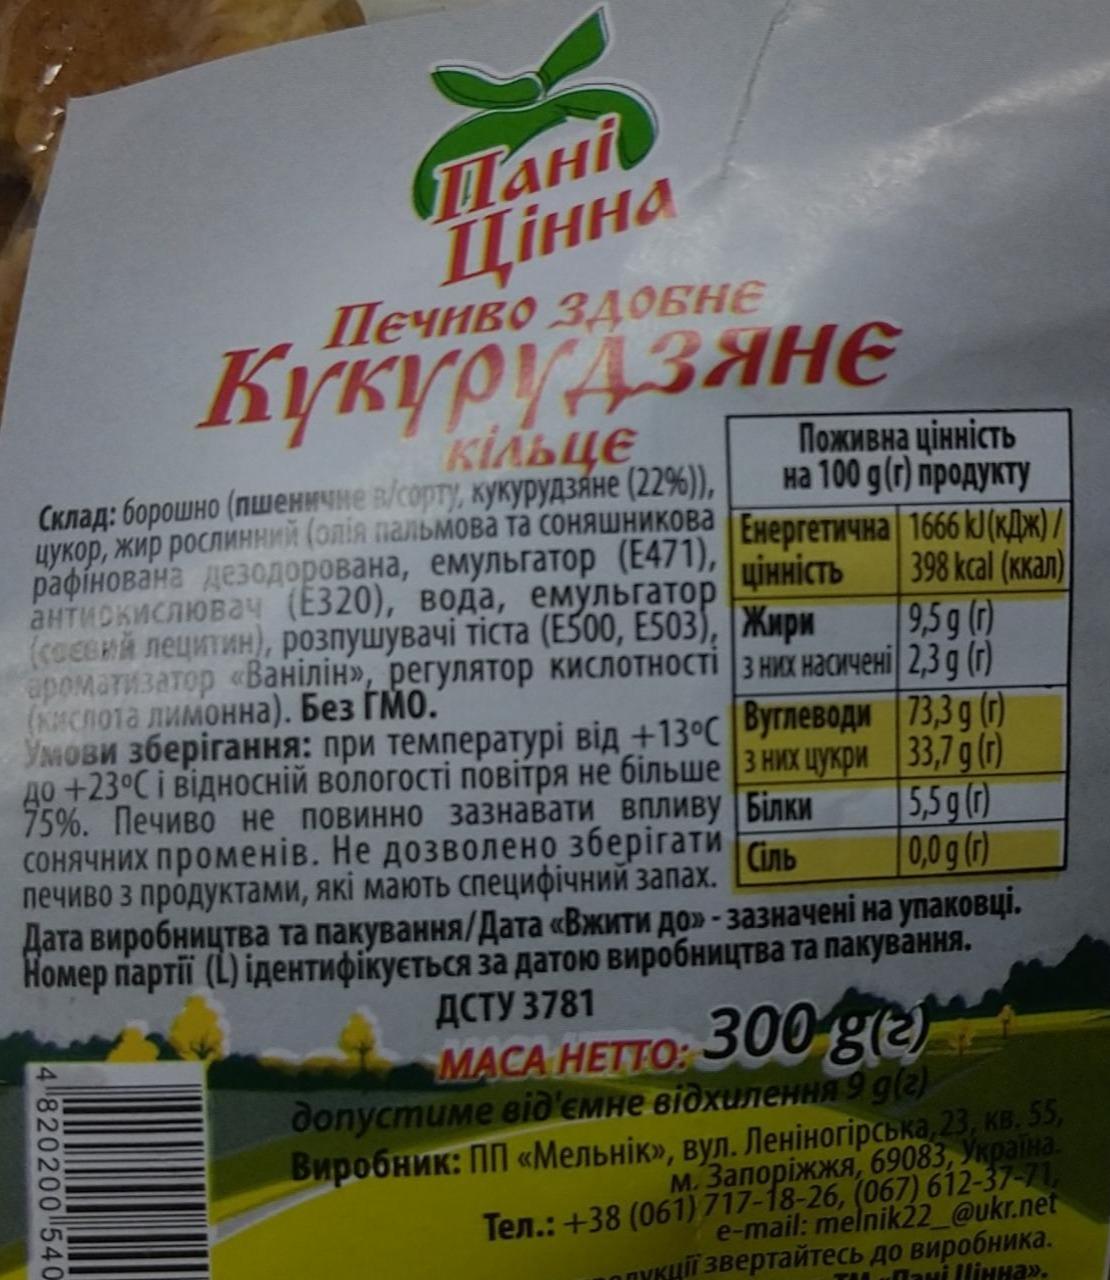 Пані
Цінна
Печиво здобне
Кукурудзяне
кільце
Склад: борошно (пшеничне в/сорту, кукурудзяне (22%)),
цукор, жир рослинний (олія пальмова та соняшникова
рафінована дезодорована, емульгатор (Е471),
антиокислювач (Е320), вода, емульгатор
(соєвий лецитин), розпушувачі тіста (Е500, Е503),
ароматизатор «Ванілін», регулятор кислотності
(кислота лимонна). Без ГМО.
Умови зберігання: при температурі від +13°С
до +23°С і відносній вологості повітря не більше
75%. Печиво не повинно зазнавати впливу
сонячних променів. Не дозволено зберігати
печиво з продуктами, які мають специфічний запах.
Поживна цінність
на 100 g(г) продукту
Енергетична 1666 kJ(кДж) /
цінність 398 kcal (ккал)
Жири 9,5 g (г)
з них насичені 2,3 g (г)
Вуглеводи 73,3 g (г)
з них цукри 33,7 g (г)
Білки 5,5 g (г)
Сіль 0,0 g (г)
Дата виробництва та пакування/Дата «Вжити до» - зазначені на упаковці.
Номер партії (L) ідентифікується за датою виробництва та пакування.
ДСТУ 3781
МАСА НЕТТО: 300 g(г)
допустиме від'ємне відхилення 9 g(г)
Виробник: ПП «Мельнік», вул. Леніногірська, 23, кв. 55,
м. Запоріжжя, 69083, Україна.
Тел.: +38 (061) 717-18-26, (067) 612-37-71,
e-mail: melnik22_@ukr.net
звертайтесь до виробника.
ТМ «Пані Цінна».
4 820200 540